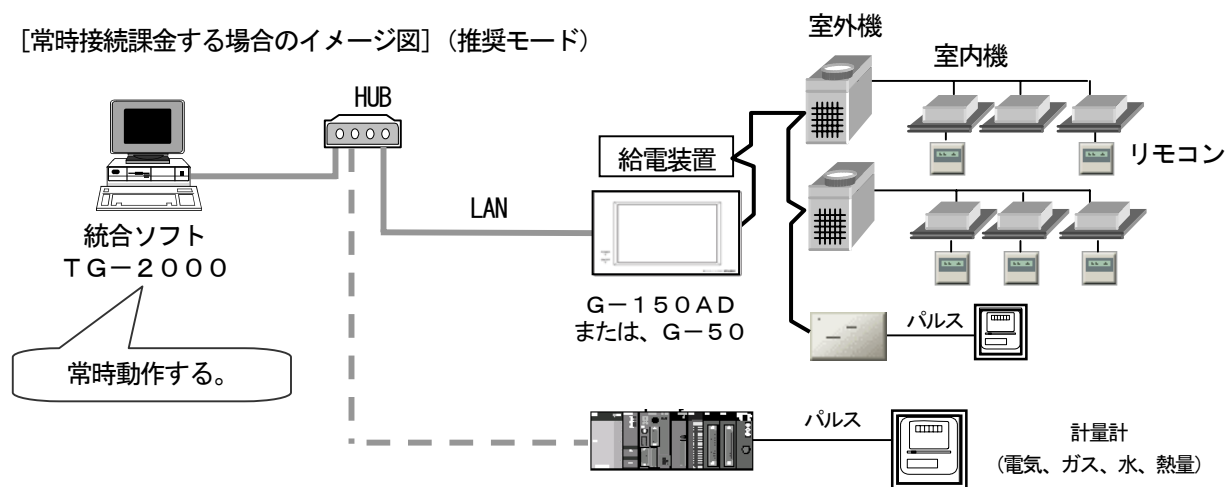 [常時接続課金する場合のイメージ図]（推奨モード）
室外機
室内機
HUB
給電装置
リモコン
LAN
統合ソフト
ＴＧ－２０００
Ｇ－１５０ＡＤ
または、Ｇ－５０
パルス
常時動作する。
パルス
計量計
（電気、ガス、水、熱量）